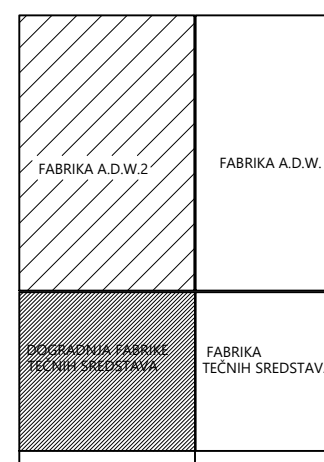 FABRIKA A.D.W.2
FABRIKA A.D.W.
DOGRADNJA FABRIKE
TEČNIH SREDSTAVA
FABRIKA
TEČNIH SREDSTAVA